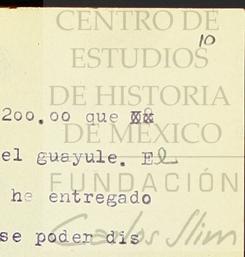 CENTRO DE
10
ESTUDIOS
DE HISTORIA
200.00 que
DE MÉXICO
el guayule. El
FUNDACIÓN
he entregado
Carlos Slim
se poder dis